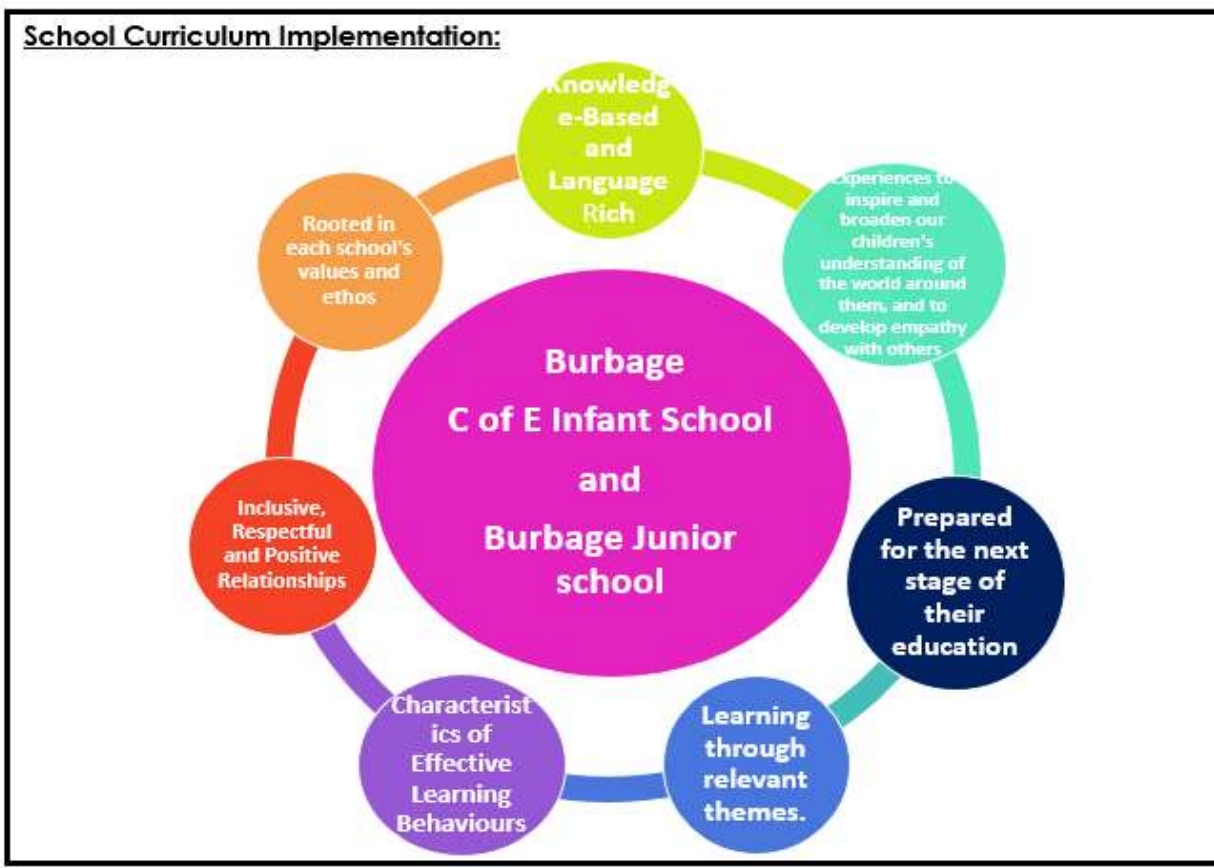 School Curriculum Implementation:
Knowledg
e-Based
and
Language
Rich
Experiences to
inspire and
broaden our
children's
understanding of
the world around
them, and to
develop empathy
with others
Prepared
for the next
stage of
their
education
Learning
through
relevant
themes.
Characterist
ics of
Effective
Learning
Behaviours
Inclusive,
Respectful
and Positive
Relationships
Rooted in
each school's
values and
ethos
Burbage
C of E Infant School
and
Burbage Junior
school